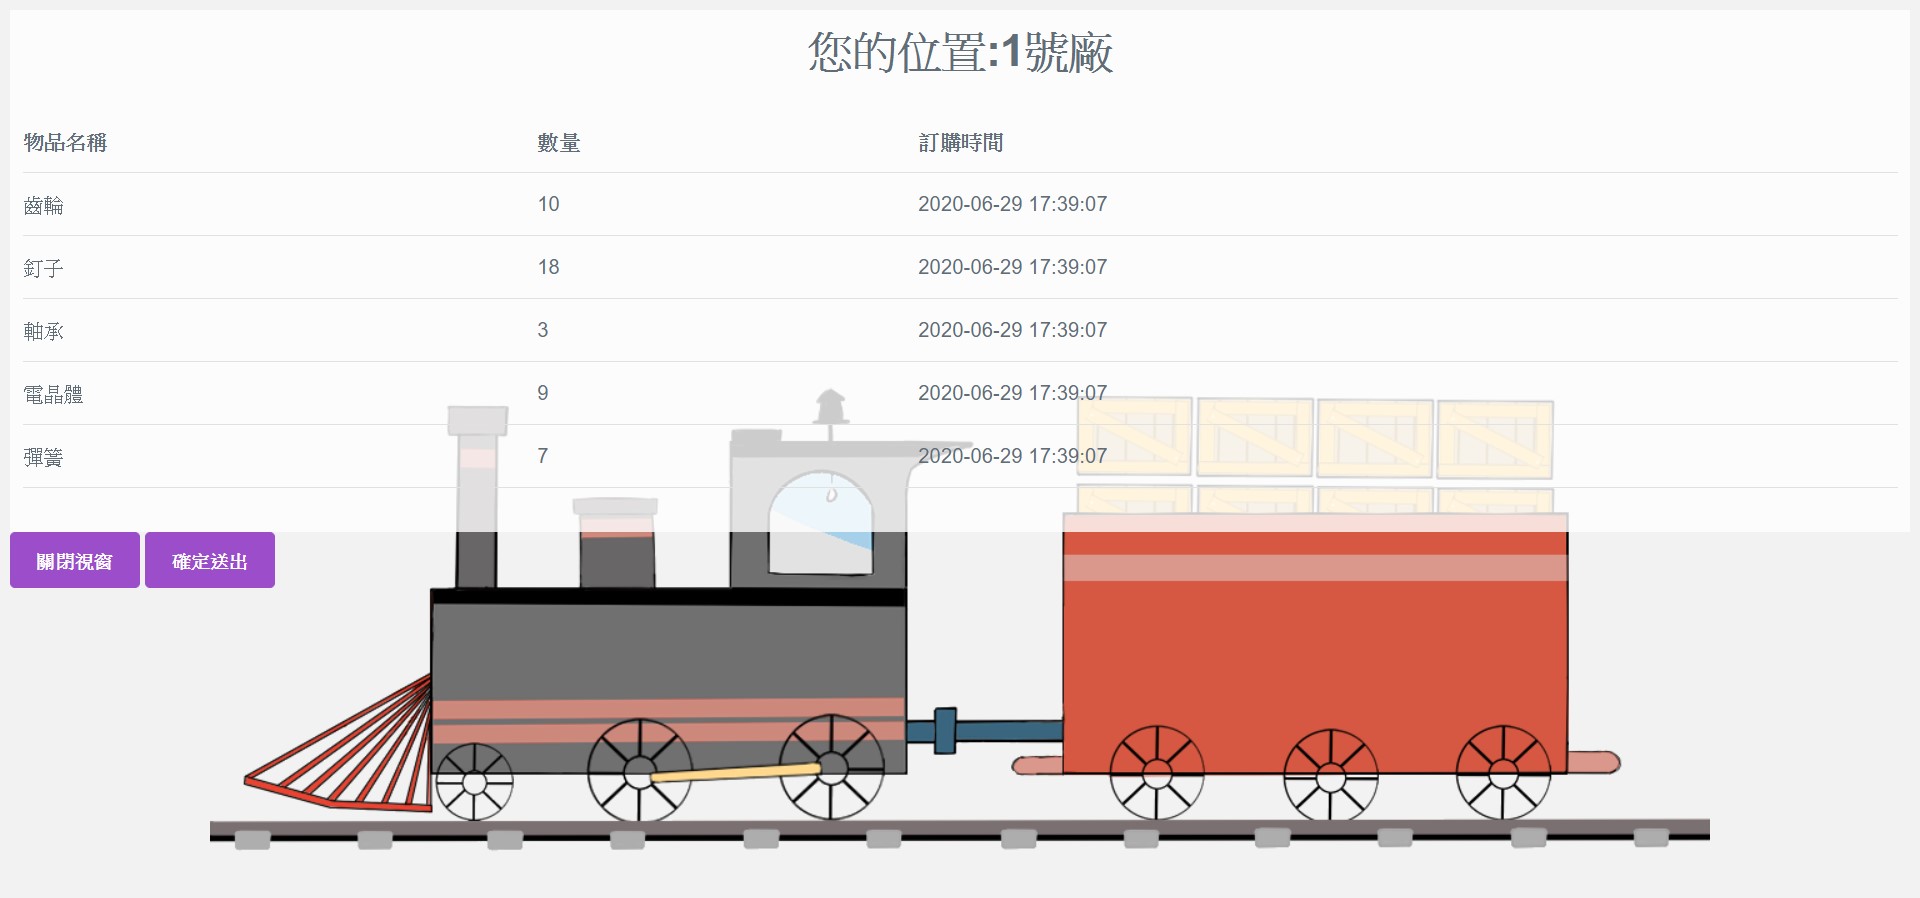 您的位置:1號廠
物品名稱 數量 訂購時間
齒輪 10 2020-06-29 17:39:07
釘子 18 2020-06-29 17:39:07
軸承 3 2020-06-29 17:39:07
電晶體 9 2020-06-29 17:39:07
彈簧 7 2020-06-29 17:39:07
關閉視窗 確定送出